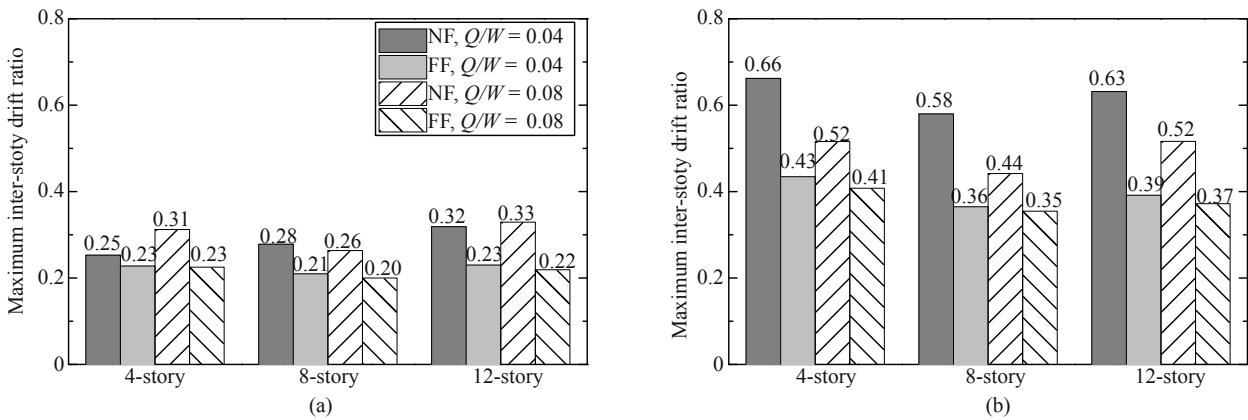 Maximum inter-stoty drift ratio
0.8
0.6
0.4
0.2
0
NF, Q/W = 0.04
FF, Q/W = 0.04
NF, Q/W = 0.08
FF, Q/W = 0.08
0.25
0.23
0.31
0.23
0.28
0.21
0.26
0.20
0.32
0.23
0.33
0.22
4-story
8-story
12-story
(a)
Maximum inter-stoty drift ratio
0.8
0.6
0.4
0.2
0
0.66
0.43
0.52
0.41
0.58
0.36
0.44
0.35
0.63
0.39
0.52
0.37
4-story
8-story
12-story
(b)